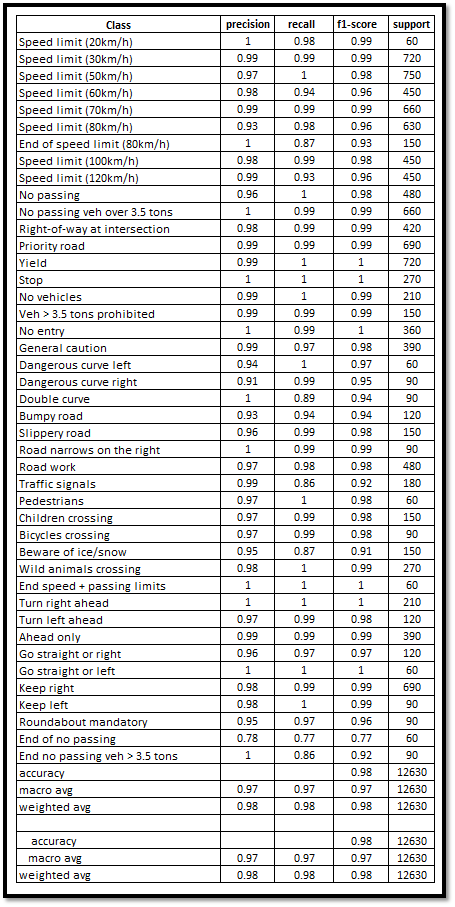 Class precision recall f1-score support
Speed limit (20km/h) 1 0.98 0.99 60
Speed limit (30km/h) 0.99 0.99 0.99 720
Speed limit (50km/h) 0.97 1 0.98 750
Speed limit (60km/h) 0.98 0.94 0.96 450
Speed limit (70km/h) 0.99 0.99 0.99 660
Speed limit (80km/h) 0.93 0.98 0.96 630
End of speed limit (80km/h) 1 0.87 0.93 150
Speed limit (100km/h) 0.98 0.99 0.98 450
Speed limit (120km/h) 0.99 0.93 0.96 450
No passing 0.96 1 0.98 480
No passing veh over 3.5 tons 1 0.99 0.99 660
Right-of-way at intersection 0.98 0.99 0.99 420
Priority road 0.99 0.99 0.99 690
Yield 0.99 1 1 720
Stop 1 1 1 270
No vehicles 0.99 1 0.99 210
Veh > 3.5 tons prohibited 0.99 0.99 0.99 150
No entry 1 0.99 1 360
General caution 0.99 0.97 0.98 390
Dangerous curve left 0.94 1 0.97 60
Dangerous curve right 0.91 0.99 0.95 90
Double curve 1 0.89 0.94 90
Bumpy road 0.93 0.94 0.94 120
Slippery road 0.96 0.99 0.98 150
Road narrows on the right 1 0.99 0.99 90
Road work 0.97 0.98 0.98 480
Traffic signals 0.99 0.86 0.92 180
Pedestrians 0.97 1 0.98 60
Children crossing 0.97 0.99 0.98 150
Bicycles crossing 0.97 0.99 0.98 90
Beware of ice/snow 0.95 0.87 0.91 150
Wild animals crossing 0.98 1 0.99 270
End speed + passing limits 1 1 1 60
Turn right ahead 1 1 1 210
Turn left ahead 0.97 0.99 0.98 120
Ahead only 0.99 0.99 0.99 390
Go straight or right 0.96 0.97 0.97 120
Go straight or left 1 1 1 60
Keep right 0.98 0.99 0.99 690
Keep left 0.98 1 0.99 90
Roundabout mandatory 0.95 0.97 0.96 90
End of no passing 0.78 0.77 0.77 60
End no passing veh > 3.5 tons 1 0.86 0.92 90
accuracy 0.98 12630
macro avg 0.97 0.97 0.97 12630
weighted avg 0.98 0.98 0.98 12630
accuracy 0.98 12630
macro avg 0.97 0.97 0.97 12630
weighted avg 0.98 0.98 0.98 12630